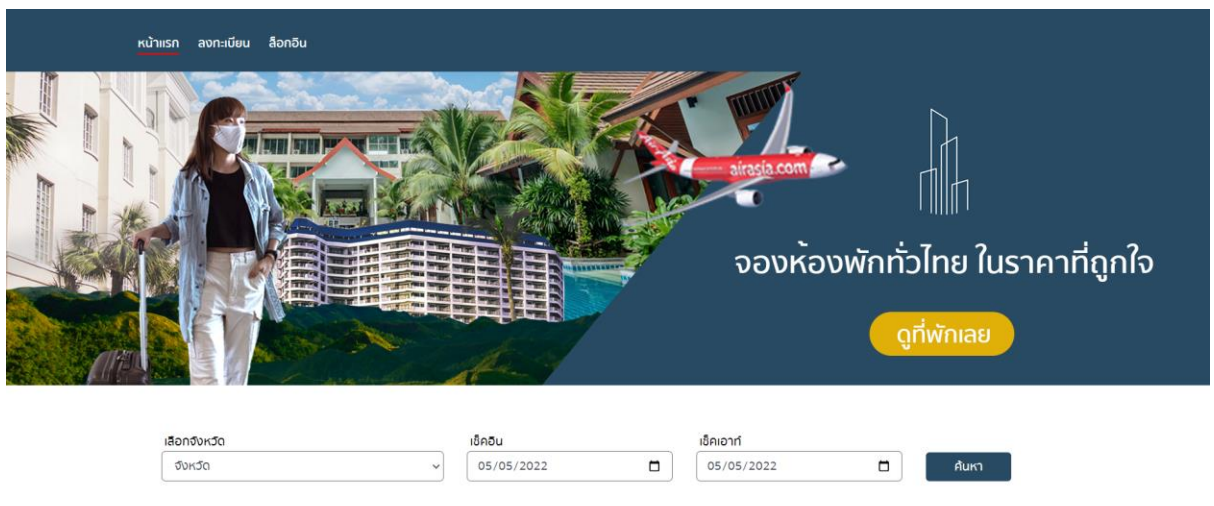 หน้าแรก ลงทะเบียน ล็อกอิน
AirAsia
airasia.com
จองห้องพักทั่วไทย ในราคาที่ถูกใจ
ดูที่พักเลย
เลือกจังหวัด เช็คอิน เช็คเอาท์
จังหวัด 05/05/2022 05/05/2022 ค้นหา